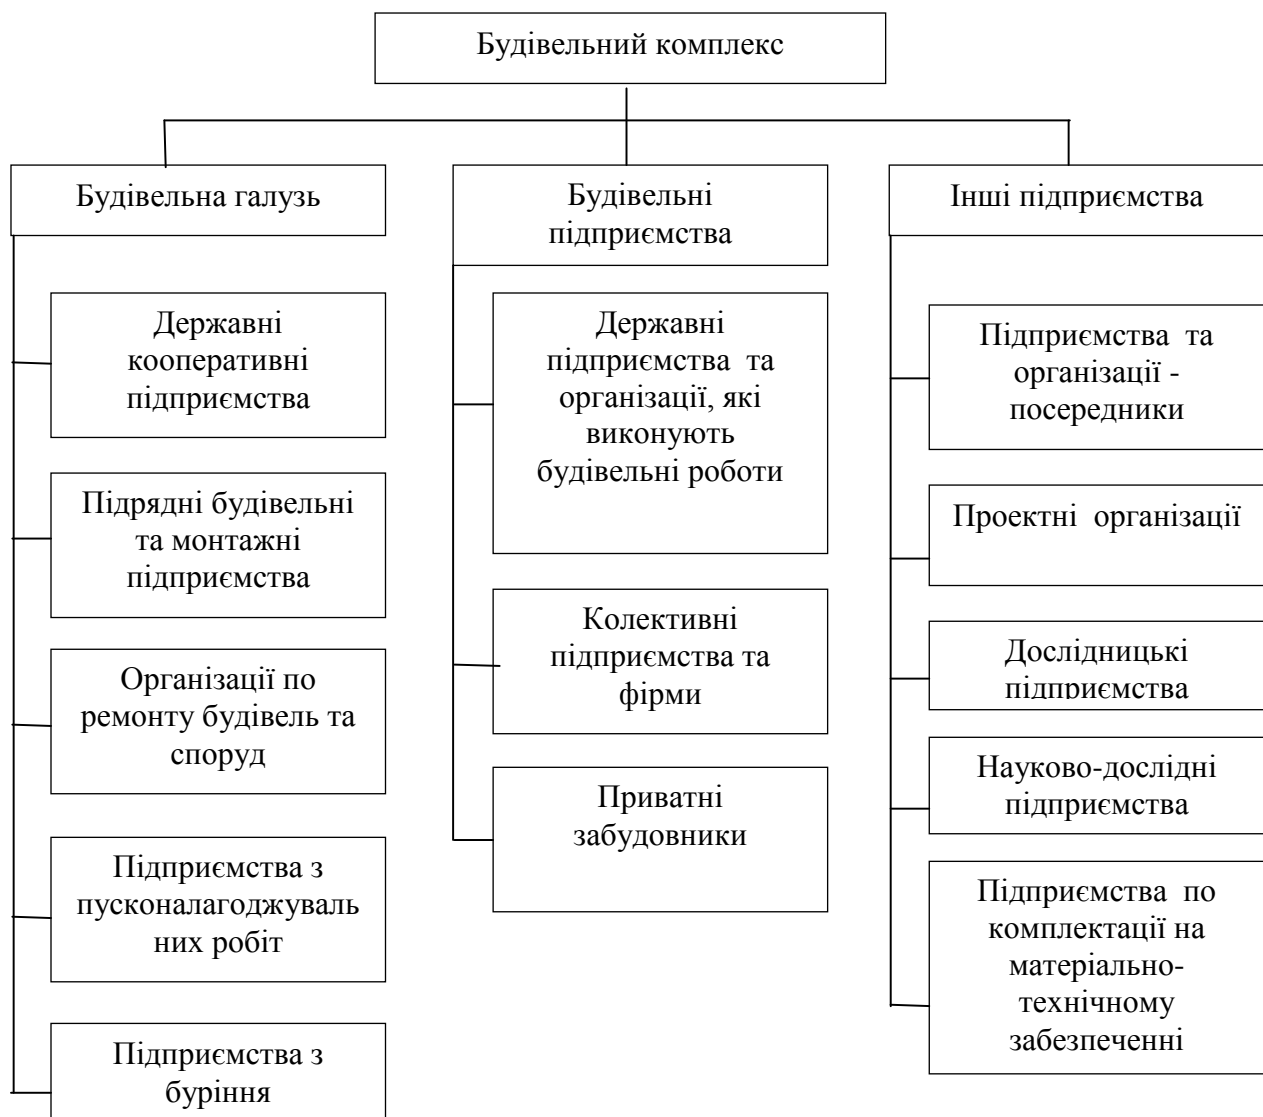 Будівельний комплекс
Будівельна галузь
Державні
кооперативні
підприємства
Підрядні будівельні
та монтажні
підприємства
Організації по
ремонту будівель та
споруд
Підприємства з
пусконалагоджуваль
них робіт
Підприємства з
буріння
Будівельні
підприємства
Державні
підприємства та
організації, які
виконують
будівельні роботи
Колективні
підприємства та
фірми
Приватні
забудовники
Інші підприємства
Підприємства та
організації -
посередники
Проектні організації
Дослідницькі
підприємства
Науково-дослідні
підприємства
Підприємства по
комплектації на
матеріально-
технічному
забезпеченні